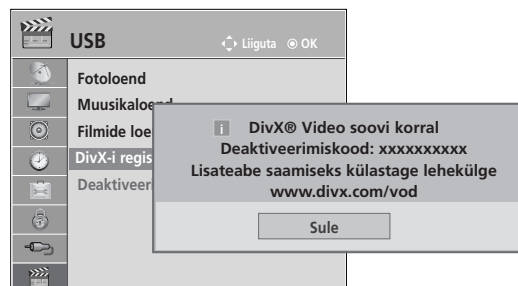 USB
Liiguta OK
Fotoloend
Muusikaloend
Filmide loe
DivX-i regis
Deaktiveer
i DivX® Video soovi korral
Deaktiveerimiskood: xxxxxxxxxx
Lisateabe saamiseks külastage lehekülge
www.divx.com/vod
Sule